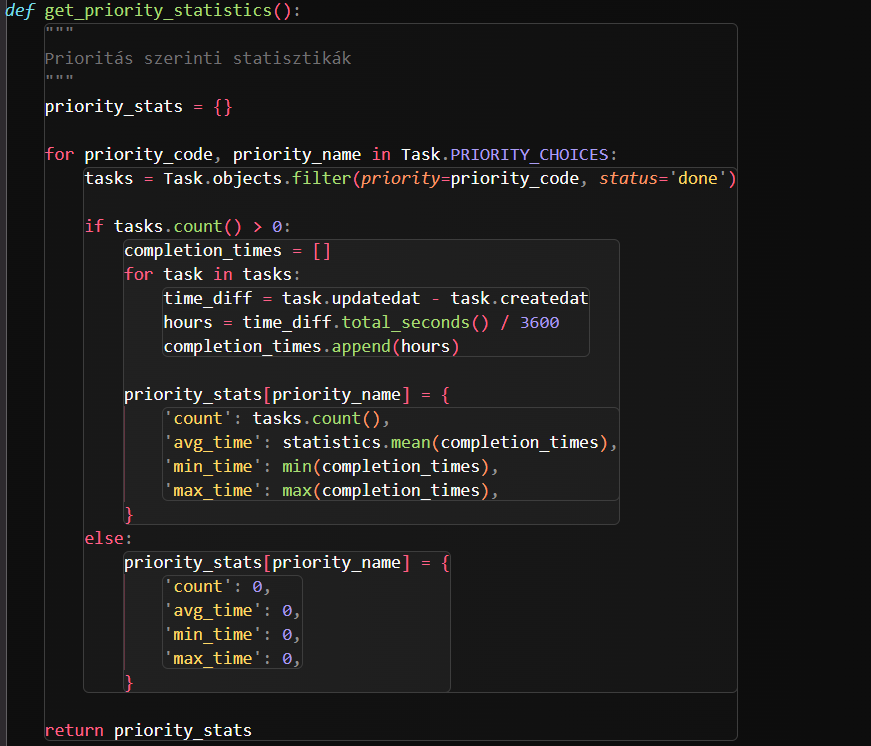 def get_priority_statistics():
    """
    Prioritás szerinti statisztikák
    """
    priority_stats = {}

    for priority_code, priority_name in Task.PRIORITY_CHOICES:
        tasks = Task.objects.filter(priority=priority_code, status='done')

        if tasks.count() > 0:
            completion_times = []
            for task in tasks:
                time_diff = task.updatedat - task.createdat
                hours = time_diff.total_seconds() / 3600
                completion_times.append(hours)

            priority_stats[priority_name] = {
                'count': tasks.count(),
                'avg_time': statistics.mean(completion_times),
                'min_time': min(completion_times),
                'max_time': max(completion_times),
            }
        else:
            priority_stats[priority_name] = {
                'count': 0,
                'avg_time': 0,
                'min_time': 0,
                'max_time': 0,
            }

    return priority_stats